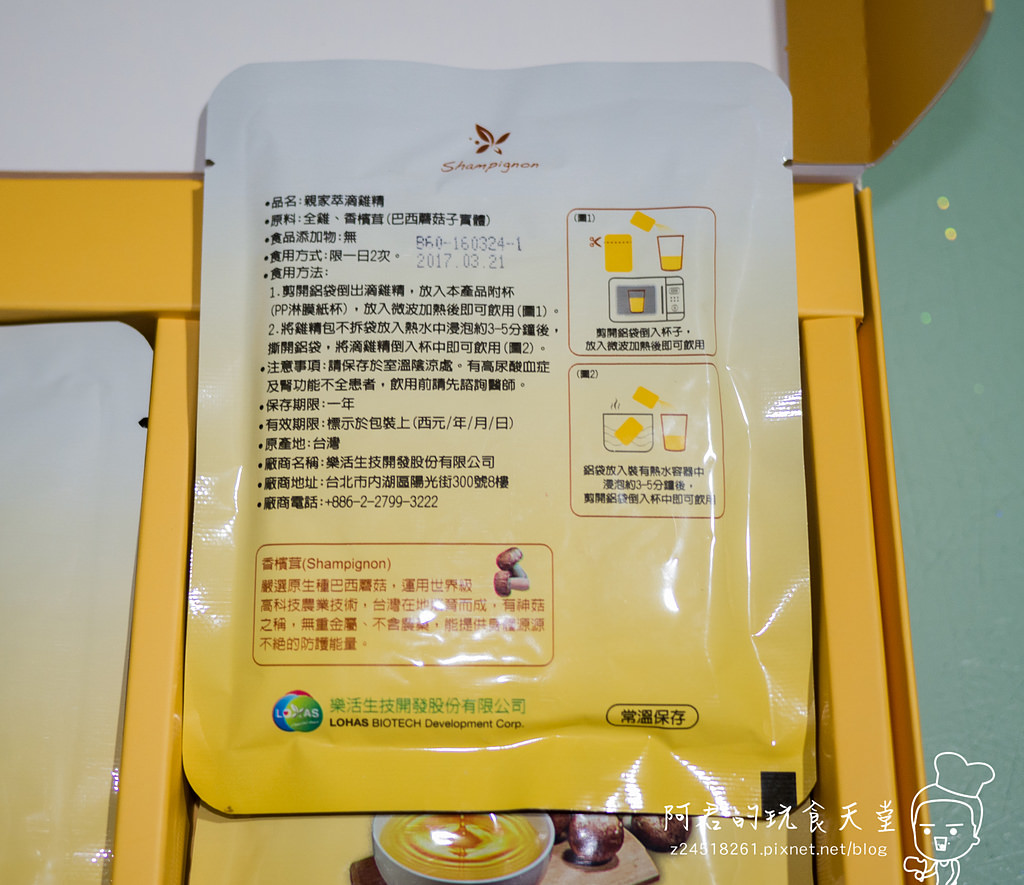 Shampignon
•品名:親家萃滴雞精
•原料:全雞、香檳茸(巴西蘑菇子實體)
•食品添加物:無
B60-160324-1
•食用方式:限一日2次。
2017.03.21
•食用方法:
1.剪開鋁袋倒出滴雞精,放入本產品附杯
(PP淋膜紙杯),放入微波加熱後即可飲用(圖1)。
2.將雞精包不拆袋放入熱水中浸泡約3-5分鐘後,
撕開鋁袋,將滴雞精倒入杯中即可飲用(圖2)。
•注意事項:請保存於室溫陰涼處。有高尿酸血症
及腎功能不全患者,飲用前請先諮詢醫師。
•保存期限:一年
•有效期限:標示於包裝上(西元/年/月/日)
•原產地:台灣
•廠商名稱:樂活生技開發股份有限公司
•廠商地址:台北市內湖區陽光街300號8樓
•廠商電話:+886-2-2799-3222
(圖1)
剪開鋁袋倒入杯子,
放入微波加熱後即可飲用
(圖2)
鋁袋放入裝有熱水容器中
浸泡約3-5分鐘後,
剪開鋁袋倒入杯中即可飲用
香檳茸(Shampignon)
嚴選原生種巴西蘑菇,運用世界級
高科技農業技術,台灣在地培育而成,有神菇
之稱,無重金屬、不含農藥,能提供身體源源
不絕的防護能量。
LOHAS
樂活生技開發股份有限公司
LOHAS BIOTECH Development Corp.
常溫保存
阿君的玩食天堂
z24518261.pixnet.net/blog